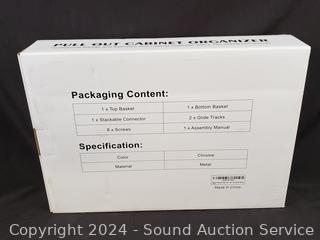 PULL OUT CABINET ORGANIZER
Packaging Content:
1 x Top Basket 1 x Bottom Basket
1 x Stackable Connector 2 x Glide Tracks
8 x Screws 1 x Assembly Manual
Specification:
Color Chrome
Material Metal
Made in China
Copyright 2024 - Sound Auction Service